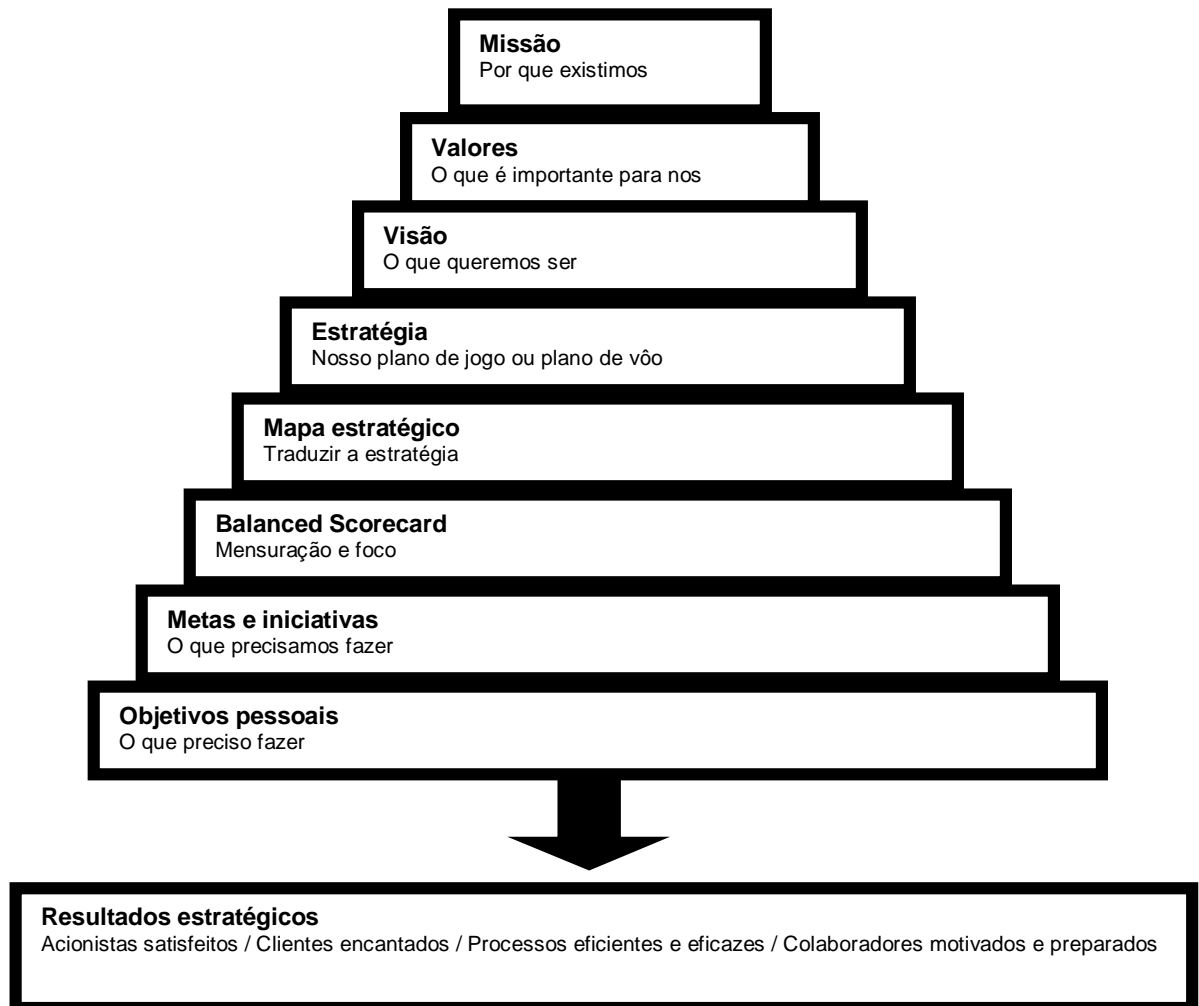 Missão
Por que existimos
Valores
O que é importante para nos
Visão
O que queremos ser
Estratégia
Nosso plano de jogo ou plano de vôo
Mapa estratégico
Traduzir a estratégia
Balanced Scorecard
Mensuração e foco
Metas e iniciativas
O que precisamos fazer
Objetivos pessoais
O que preciso fazer
Resultados estratégicos
Acionistas satisfeitos / Clientes encantados / Processos eficientes e eficazes / Colaboradores motivados e preparados